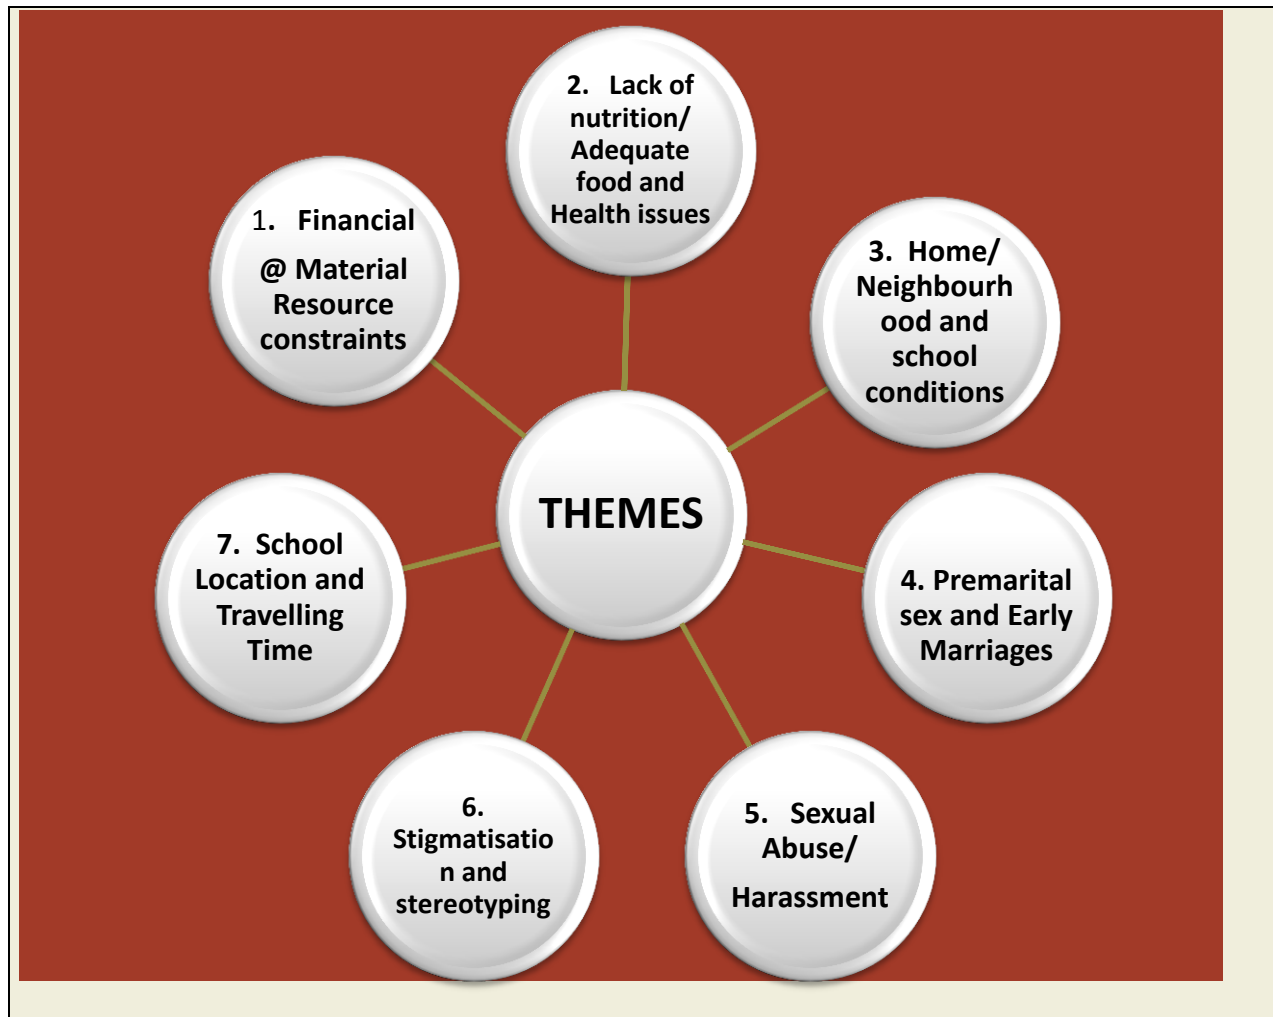 1.   Financial
@ Material
Resource
constraints
2.   Lack of
nutrition/
Adequate
food and
Health issues
3.  Home/
Neighbourh
ood and
school
conditions
4. Premarital
sex and Early
Marriages
5.   Sexual
Abuse/
Harassment
6.
Stigmatisatio
n and
stereotyping
7.  School
Location and
Travelling
Time
THEMES